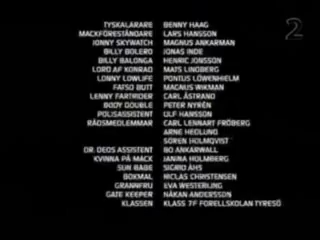 2
TYSKALÄRARE BENNY HAAG
MACKFÖRESTÅNDARE LARS HANSSON
JONNY SKYWATCH MAGNUS ANKARMAN
BILLY BOLERO JONAS INDE
BILLY BALONGA HENRIC JONSSON
LORD AF KONRAD MATS LINDBERG
LONNY LOWLIFE PONTUS LÖWENHIELM
FATSO BUTT MAGNUS WIKMAN
LENNY FARTRIDER CARL ÅSTRAND
BODY DOUBLE PETER NYRÉN
POLISASSISTENT ULF HANSSON
RÅDSMEDLEMMAR CARL LENNART FRÖBERG
ARNE HEDLUND
SÖREN HOLMQVIST
DR. DEOS ASSISTENT BO ANKARWALL
KVINNA PÅ MACK JANINA HOLMBERG
SUN BABE SIGRID ÅHS
BOKMAL NICLAS CHRISTENSEN
GRANNFRU EVA WESTERLING
GATE KEEPER HÅKAN ANDERSSON
KLASSEN KLASS 7F FORELLSKOLAN TYRESÖ